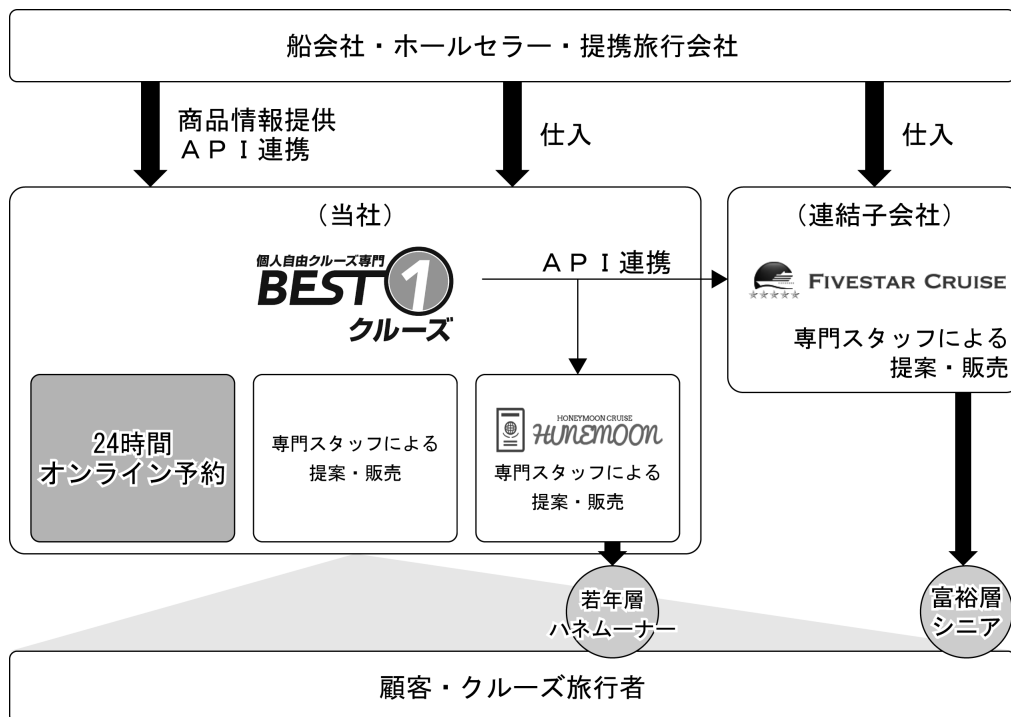 船会社・ホールセラー・提携旅行会社
商品情報提供
ＡＰＩ連携
仕入
仕入
（当社）
個人自由クルーズ専門
BEST1
クルーズ
ＡＰＩ連携
（連結子会社）
FIVESTAR CRUISE
専門スタッフによる
提案・販売
24時間
オンライン予約
専門スタッフによる
提案・販売
HONEYMOON CRUISE
HUNEMOON
専門スタッフによる
提案・販売
若年層
ハネムーナー
富裕層
シニア
顧客・クルーズ旅行者